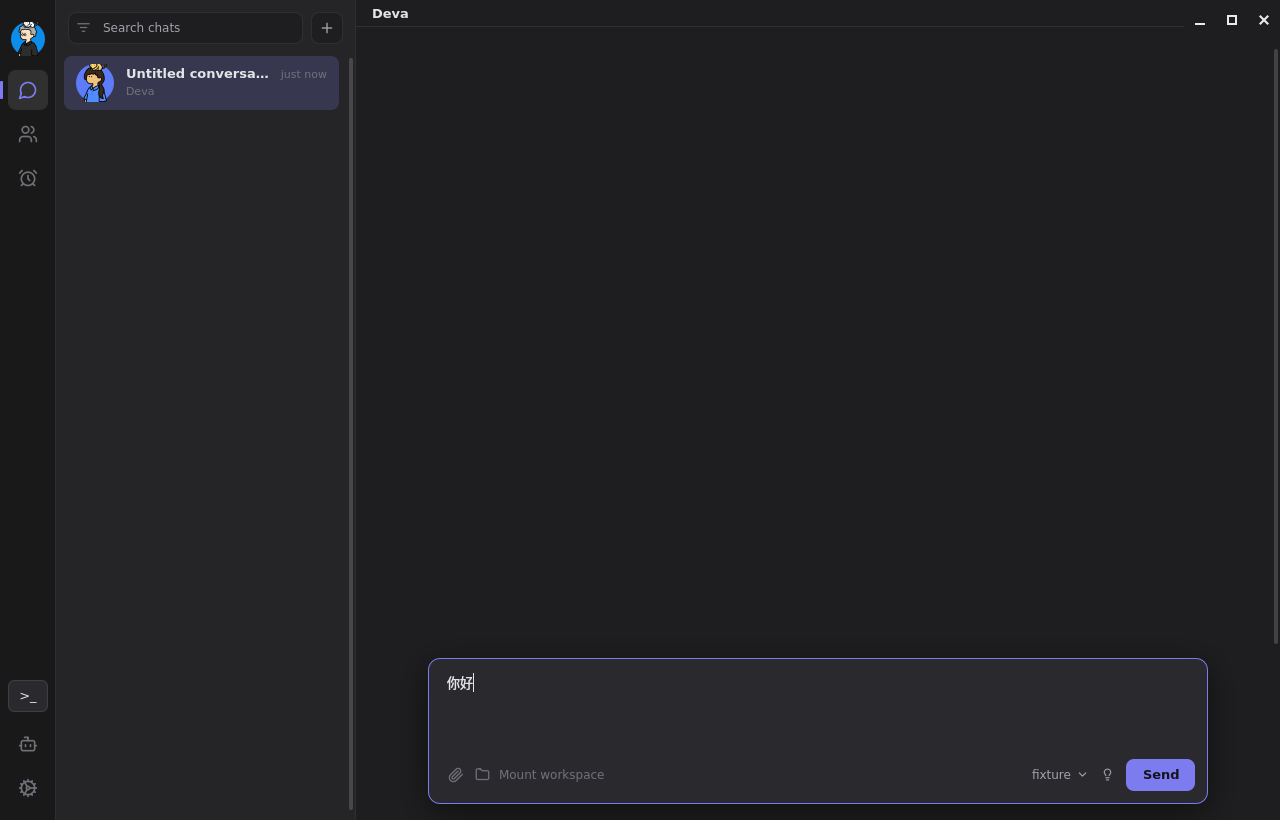 Search chats
Untitled conversa... just now
Deva
>_
Deva
你好
Mount workspace
fixture
Send